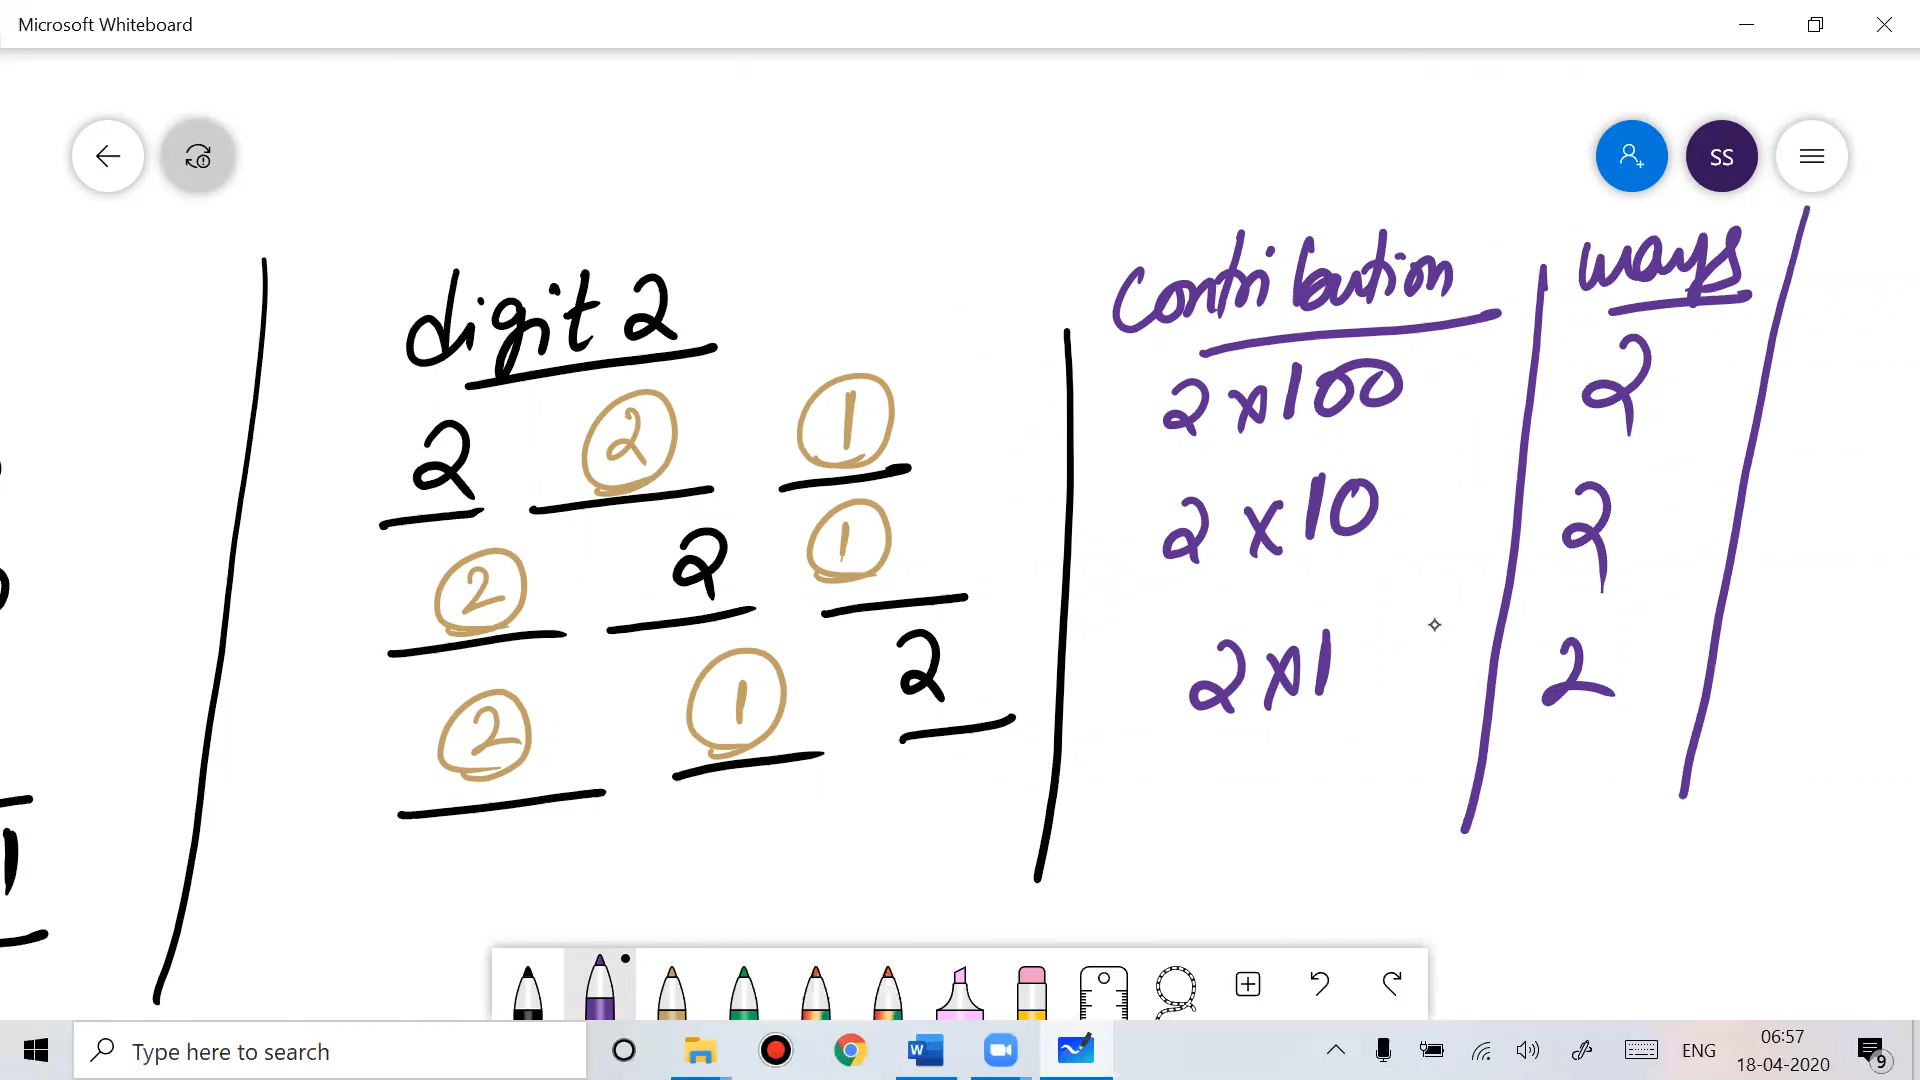 Microsoft Whiteboard
SS
digit 2
contribution
ways
2 2 1
2 × 100
2
2 2 1
2 × 10
2
2 1 2
2 × 1
2
1
Type here to search
ENG
06:57
18-04-2020
9